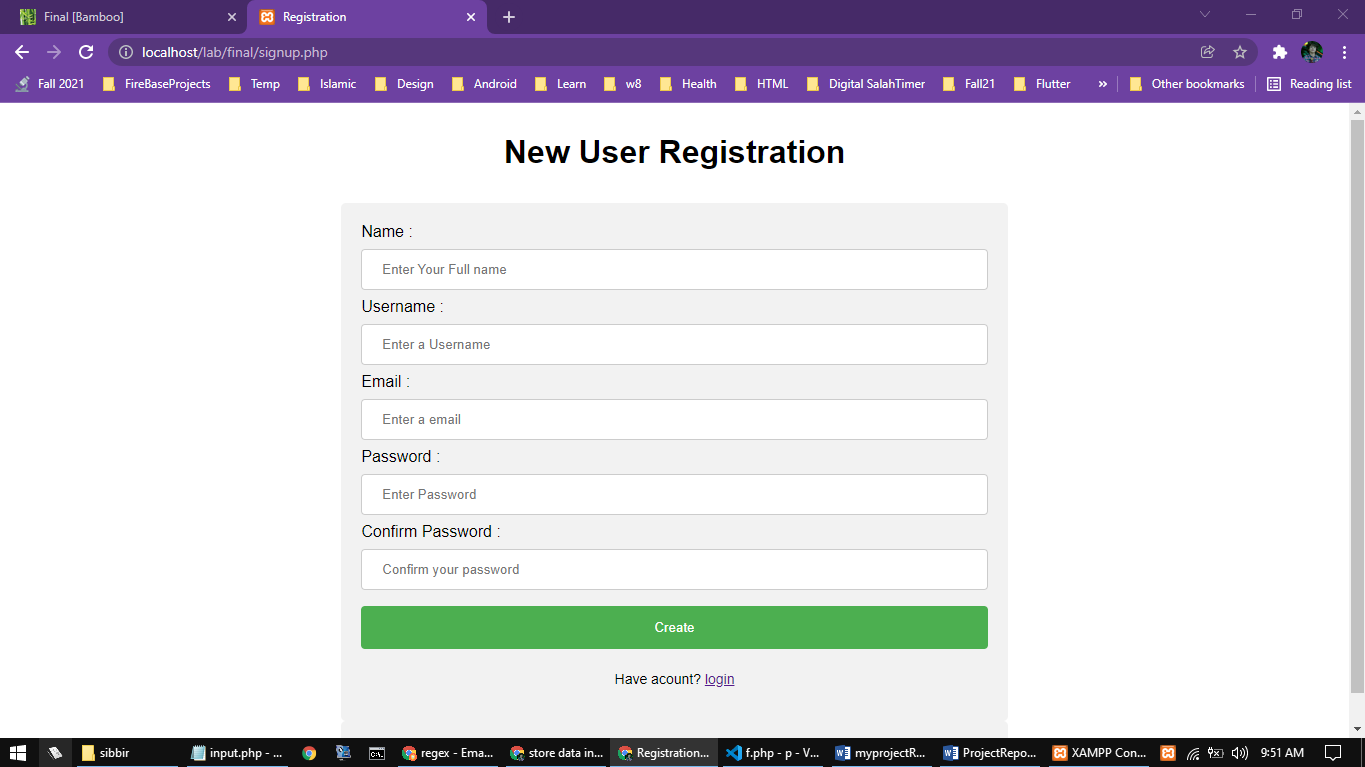 Final [Bamboo]
Registration
localhost/lab/final/signup.php
Fall 2021
FireBaseProjects
Temp
Islamic
Design
Android
Learn
w8
Health
HTML
Digital SalahTimer
Fall21
Flutter
»
Other bookmarks
Reading list
New User Registration
Name :
Enter Your Full name
Username :
Enter a Username
Email :
Enter a email
Password :
Enter Password
Confirm Password :
Confirm your password
Create
Have acount? login
sibbir
input.php - ...
regex - Ema...
store data in...
Registration...
f.php - p - V...
myprojectR...
ProjectRepo...
XAMPP Con...
9:51 AM